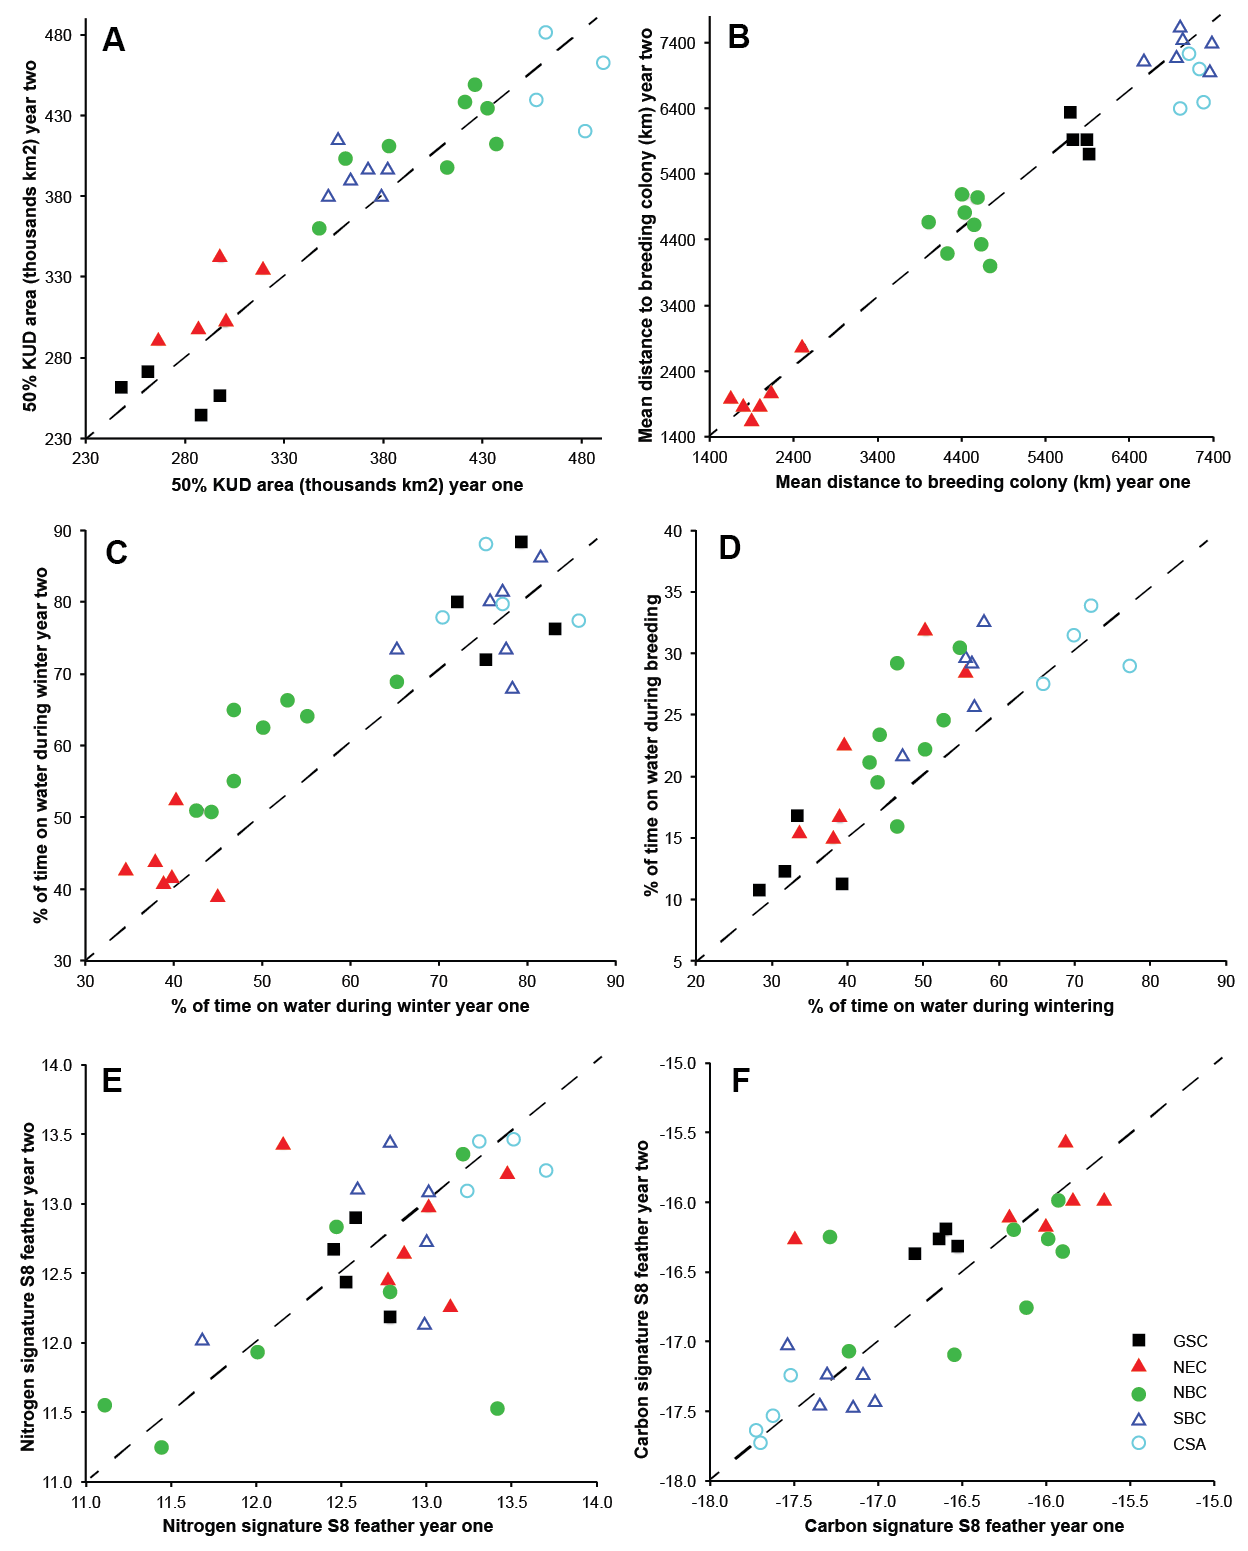 A
50% KUD area (thousands km2) year two
480
430
380
330
280
230
230 280 330 380 430 480
50% KUD area (thousands km2) year one
B
Mean distance to breeding colony (km) year two
7400
6400
5400
4400
3400
2400
1400
1400 2400 3400 4400 5400 6400 7400
Mean distance to breeding colony (km) year one
C
% of time on water during winter year two
90
80
70
60
50
40
30
30 40 50 60 70 80 90
% of time on water during winter year one
D
% of time on water during breeding
40
35
30
25
20
15
10
5
20 30 40 50 60 70 80 90
% of time on water during wintering
E
Nitrogen signature S8 feather year two
14.0
13.5
13.0
12.5
12.0
11.5
11.0
11.0 11.5 12.0 12.5 13.0 13.5 14.0
Nitrogen signature S8 feather year one
F
Carbon signature S8 feather year two
-15.0
-15.5
-16.0
-16.5
-17.0
-17.5
-18.0
-18.0 -17.5 -17.0 -16.5 -16.0 -15.5 -15.0
Carbon signature S8 feather year one
GSC
NEC
NBC
SBC
CSA